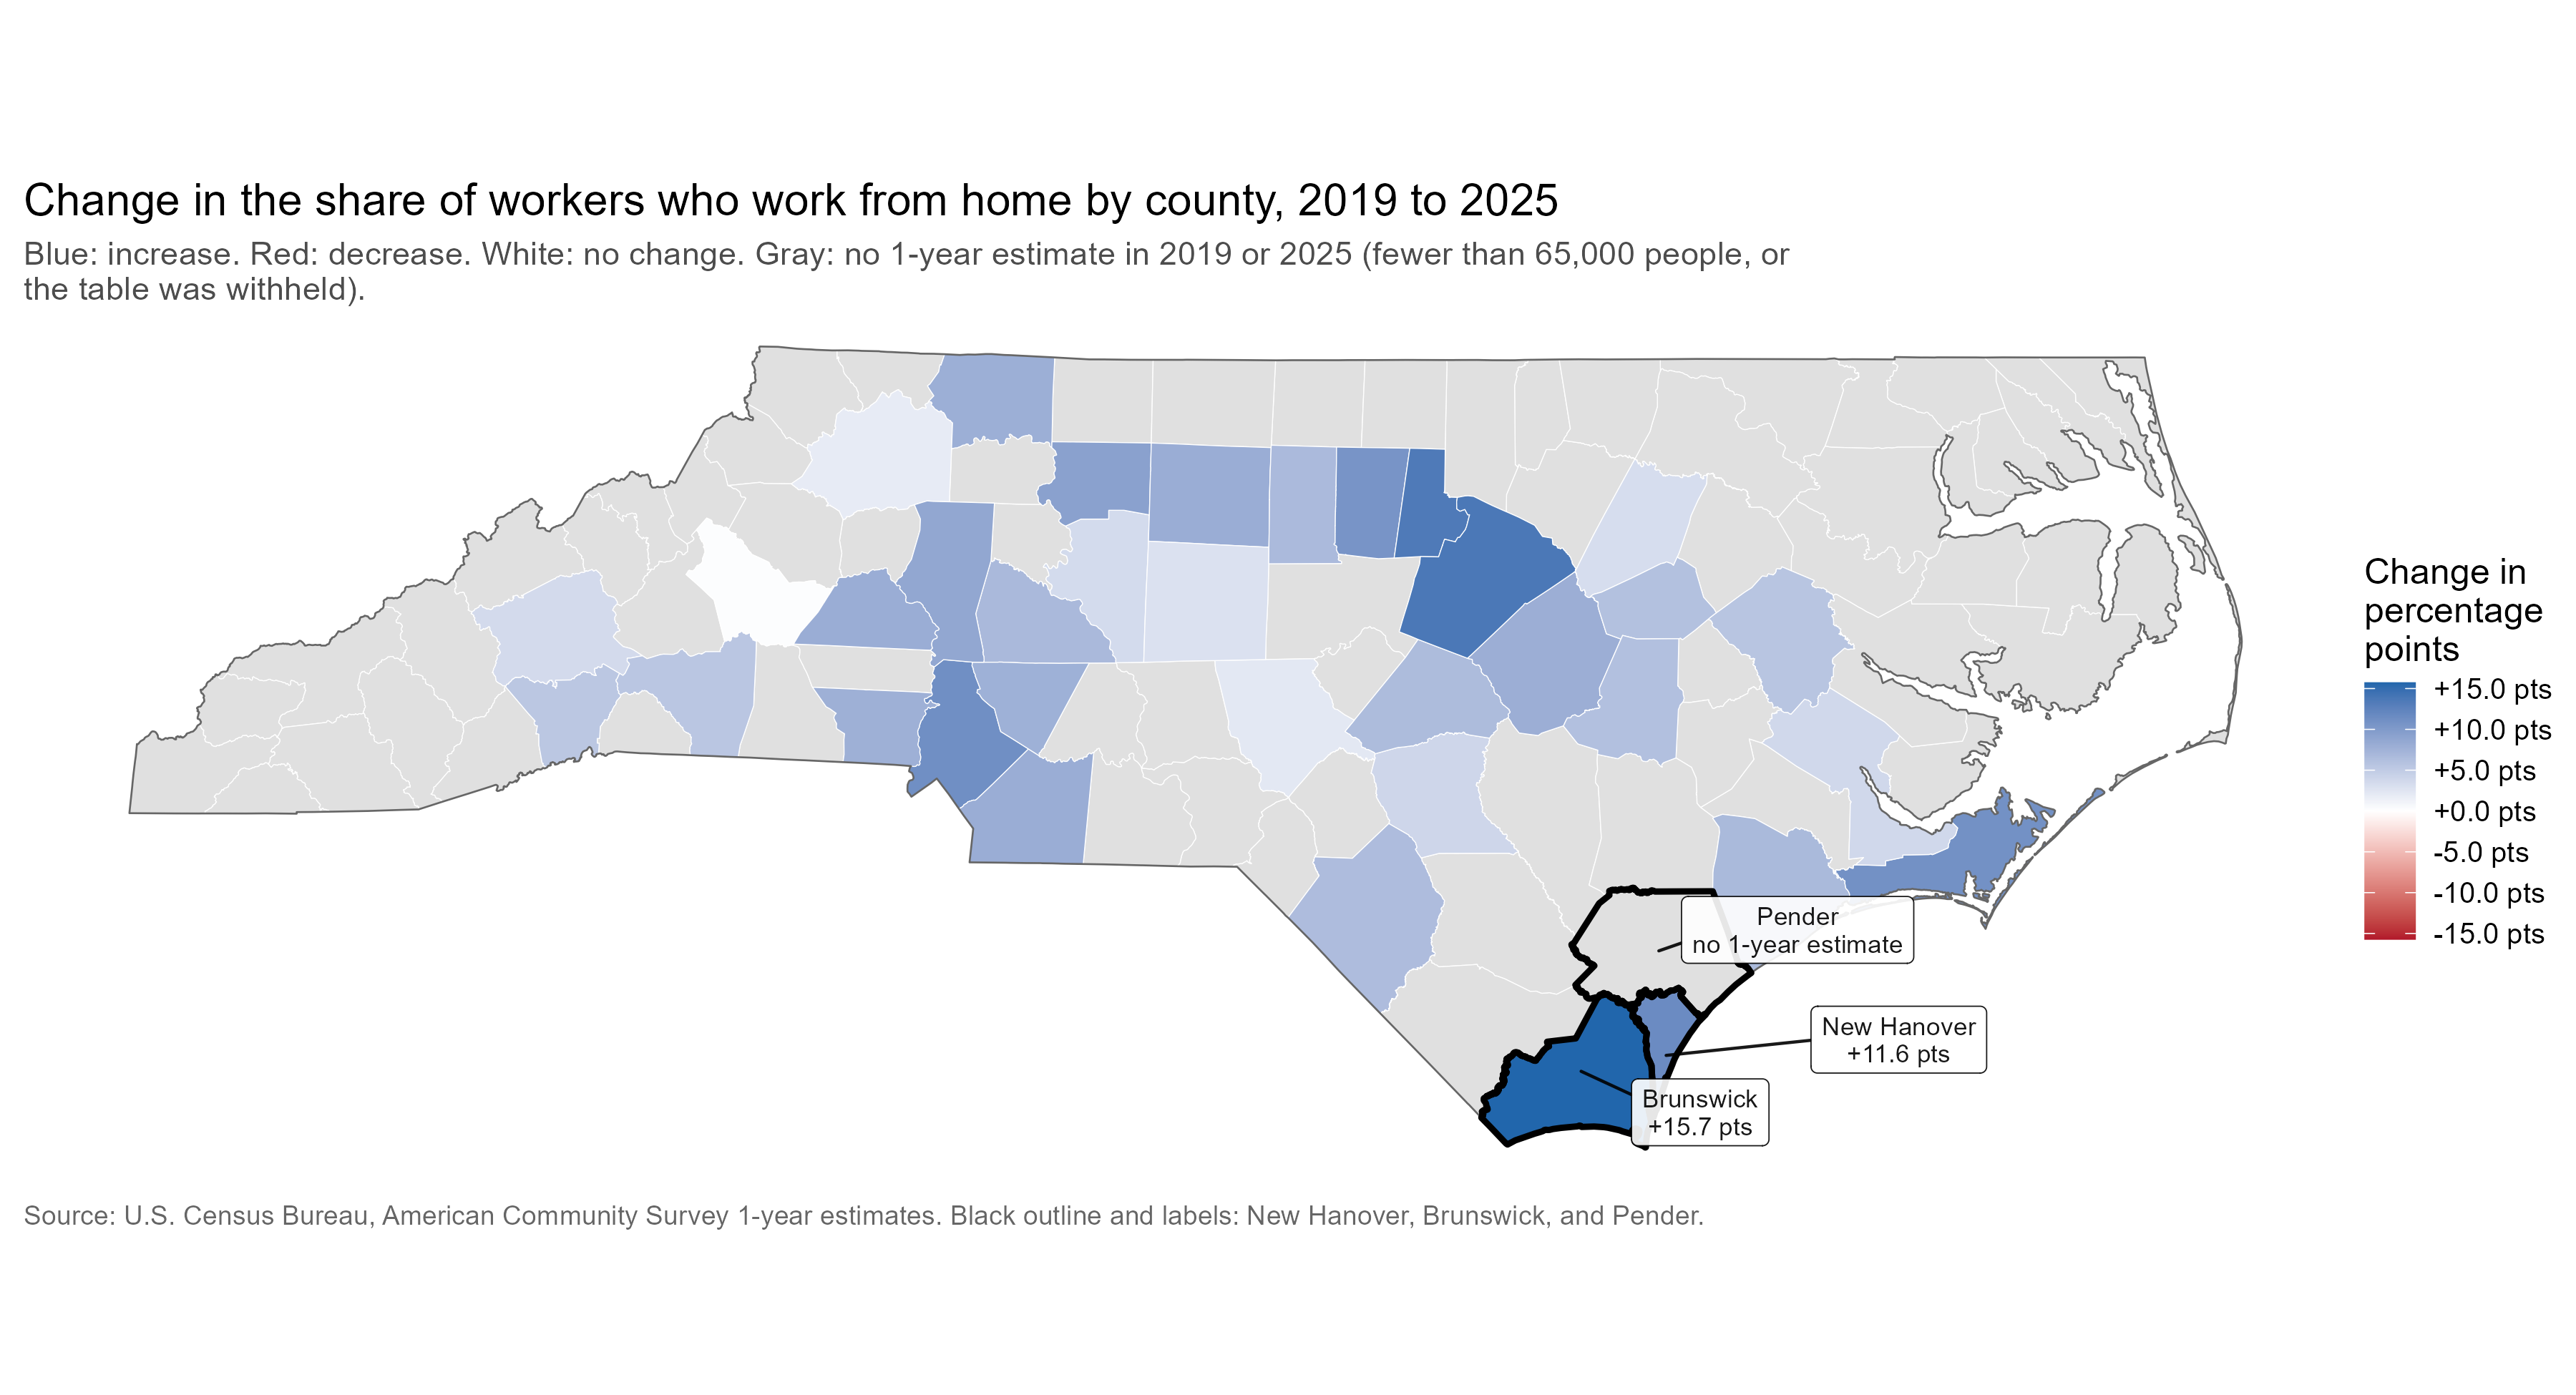 Change in the share of workers who work from home by county, 2019 to 2025
Blue: increase. Red: decrease. White: no change. Gray: no 1-year estimate in 2019 or 2025 (fewer than 65,000 people, or
the table was withheld).
Change in
percentage
points
+15.0 pts
+10.0 pts
+5.0 pts
+0.0 pts
-5.0 pts
-10.0 pts
-15.0 pts
Pender
no 1-year estimate
New Hanover
+11.6 pts
Brunswick
+15.7 pts
Source: U.S. Census Bureau, American Community Survey 1-year estimates. Black outline and labels: New Hanover, Brunswick, and Pender.